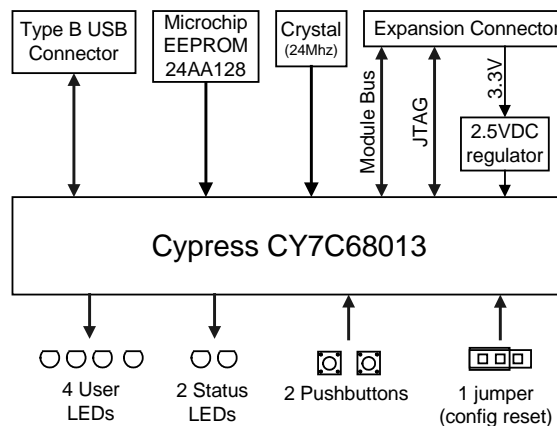 Type B USB
Connector
Microchip
EEPROM
24AA128
Crystal
(24Mhz)
Expansion Connector
Module Bus
JTAG
3.3V
2.5VDC
regulator
Cypress CY7C68013
4 User
LEDs
2 Status
LEDs
2 Pushbuttons
1 jumper
(config reset)